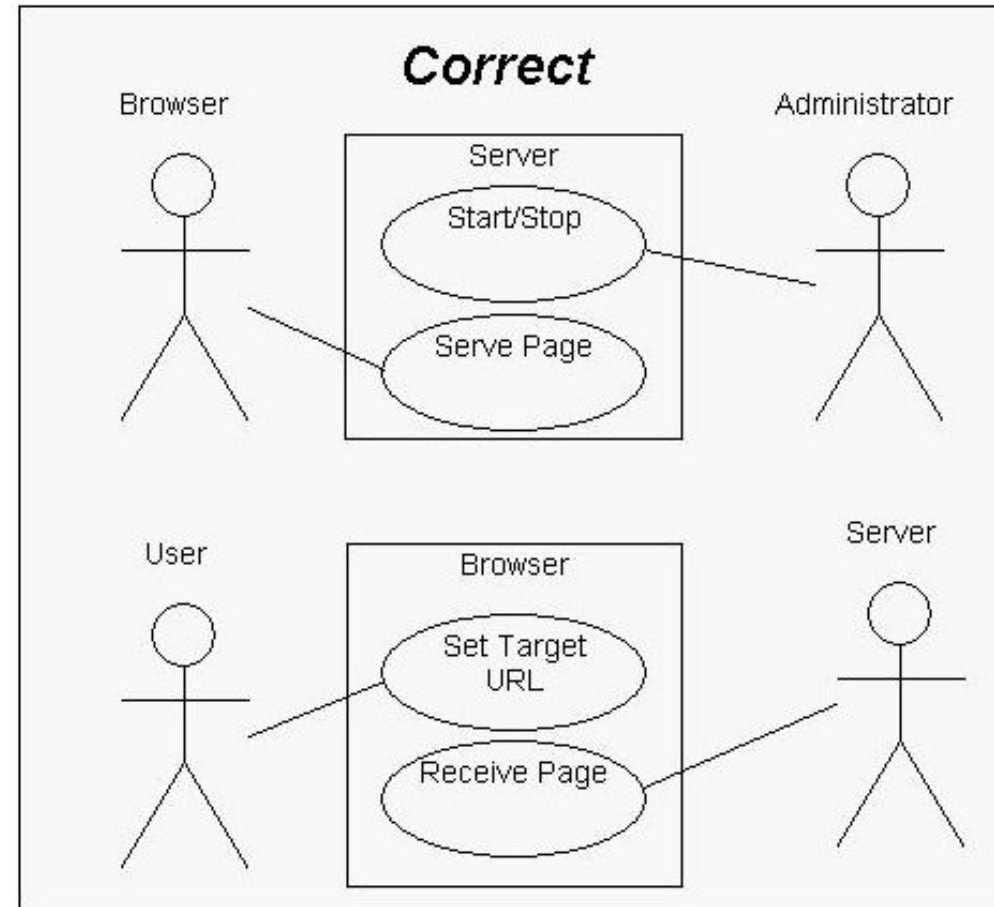 Correct
Browser
Administrator
Server
Start/Stop
Serve Page
User
Server
Browser
Set Target
URL
Receive Page